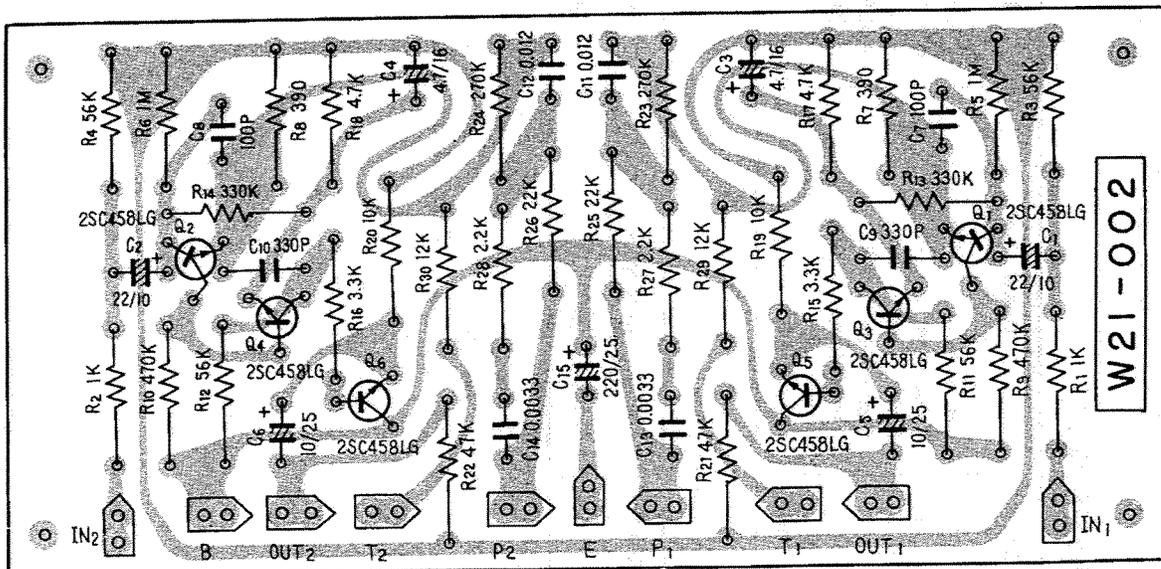 R4 56K
R6 1M
C8 100P
R8 390
R18 4.7K
C4 4.7/16
+
R24 270K
C12 0.012
C11 0.012
R23 270K
C3 4.7/16
+
R17 4.7K
R7 390
C7 100P
R5 1M
R3 56K
R14 330K
R13 330K
2SC458LG
Q2
Q1
2SC458LG
C2
+
22/10
C10 330P
R20 10K
R30 12K
R28 2.2K
R26 22K
R25 22K
R27 2.2K
R29 12K
R19 10K
C9 330P
C1
+
22/10
R16 3.3K
R15 3.3K
Q4
2SC458LG
Q3
2SC458LG
W21-002
R2 1K
R10 470K
R12 56K
Q6
2SC458LG
C15
+
220/25
Q5
2SC458LG
R11 56K
R9 470K
R1 1K
C6
+
10/25
R22 47K
C14 0.0033
C13 0.0033
R21 47K
+
10/25
IN2
B
OUT2
T2
P2
E
P1
T1
OUT1
IN1